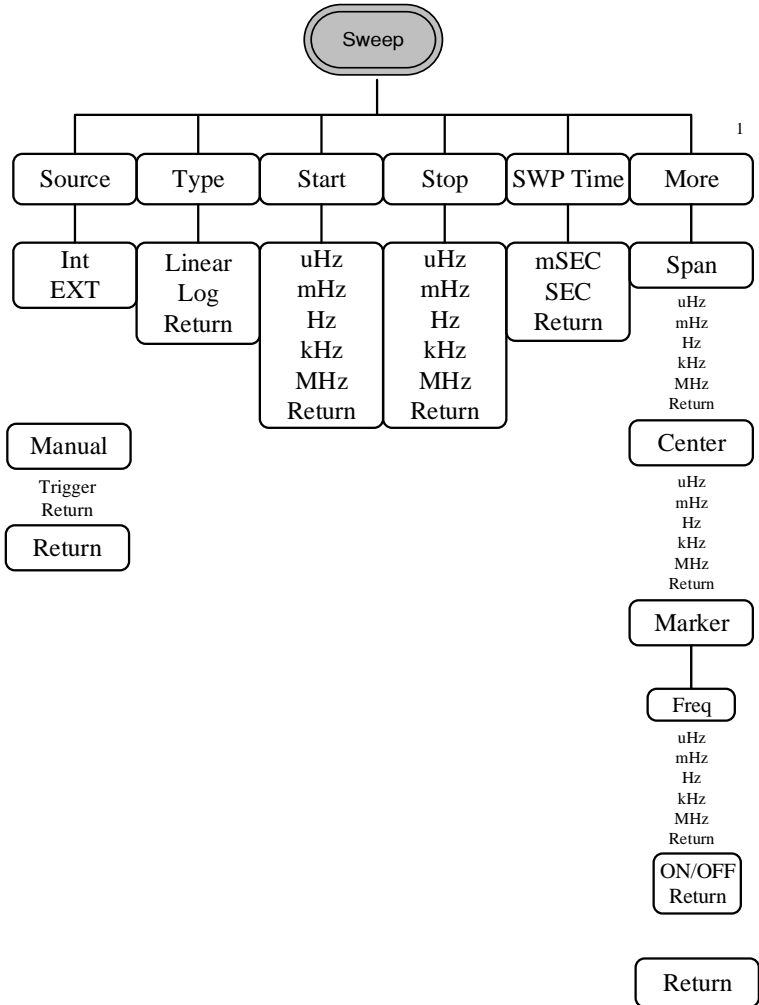 Sweep
1
Source
Type
Start
Stop
SWP Time
More
Int
EXT
Linear
Log
Return
uHz
mHz
Hz
kHz
MHz
Return
uHz
mHz
Hz
kHz
MHz
Return
mSEC
SEC
Return
Span
uHz
mHz
Hz
kHz
MHz
Return
Manual
Trigger
Return
Return
Center
uHz
mHz
Hz
kHz
MHz
Return
Marker
Freq
uHz
mHz
Hz
kHz
MHz
Return
ON/OFF
Return
Return